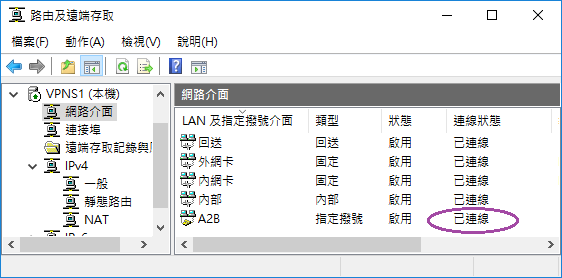 路由及遠端存取
檔案(F) 動作(A) 檢視(V) 說明(H)
VPNS1 (本機)
網路介面
連接埠
遠端存取記錄與
IPv4
一般
靜態路由
NAT
網路介面
LAN 及指定撥號介面 類型 狀態 連線狀態
回送 回送 啟用 已連線
外網卡 固定 啟用 已連線
內網卡 固定 啟用 已連線
內部 內部 啟用 已連線
A2B 指定撥號 啟用 已連線